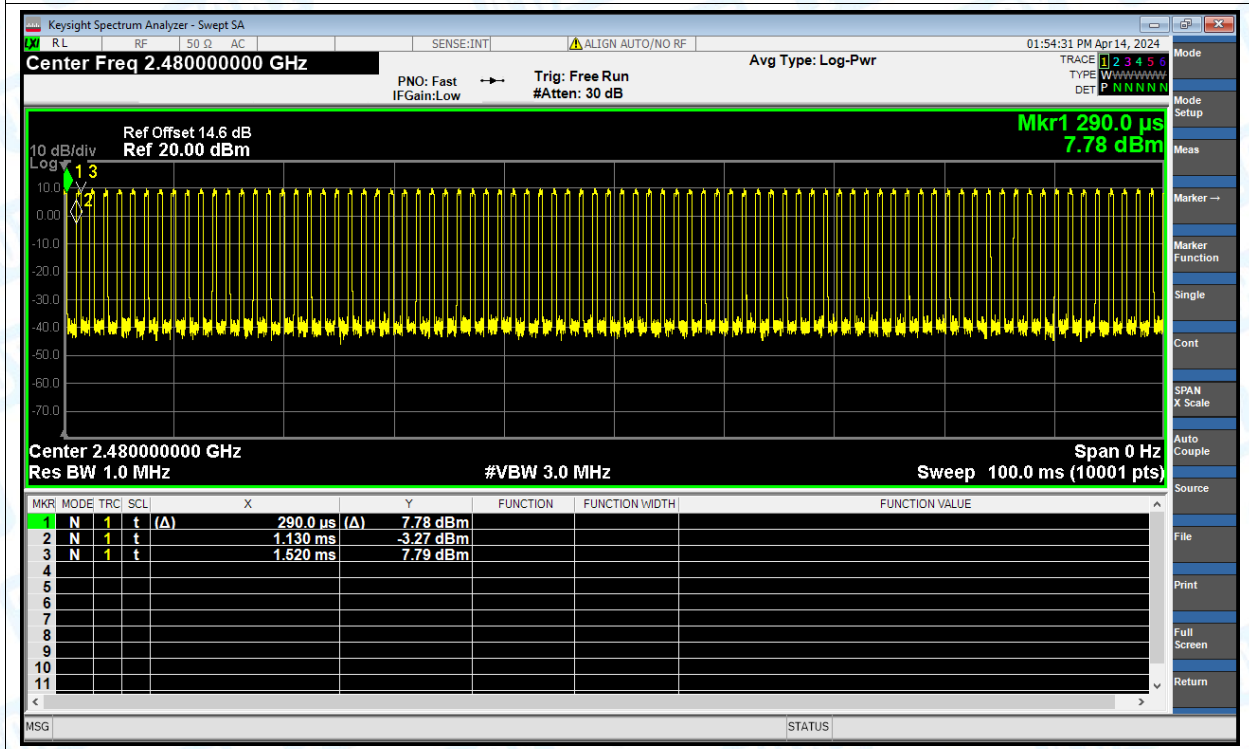 Keysight Spectrum Analyzer - Swept SA
LXI RL RF 50 Ω AC SENSE:INT ALIGN AUTO/NO RF 01:54:31 PM Apr 14, 2024
Center Freq 2.480000000 GHz
PNO: Fast
IFGain:Low
Trig: Free Run
#Atten: 30 dB
Avg Type: Log-Pwr
TRACE 1 2 3 4 5 6
TYPE WWWWWW
DET P N N N N N
Ref Offset 14.6 dB
10 dB/div Ref 20.00 dBm
Log
Mkr1 290.0 µs
7.78 dBm
1 3
2
10.0
0.00
-10.0
-20.0
-30.0
-40.0
-50.0
-60.0
-70.0
Center 2.480000000 GHz Span 0 Hz
Res BW 1.0 MHz #VBW 3.0 MHz Sweep 100.0 ms (10001 pts)
MKR MODE TRC SCL X Y FUNCTION FUNCTION WIDTH FUNCTION VALUE
1 N 1 t (Δ) 290.0 µs (Δ) 7.78 dBm
2 N 1 t 1.130 ms -3.27 dBm
3 N 1 t 1.520 ms 7.79 dBm
4
5
6
7
8
9
10
11
MSG STATUS
Mode
Mode
Setup
Meas
Marker →
Marker
Function
Single
Cont
SPAN
X Scale
Auto
Couple
Source
File
Print
Full
Screen
Return